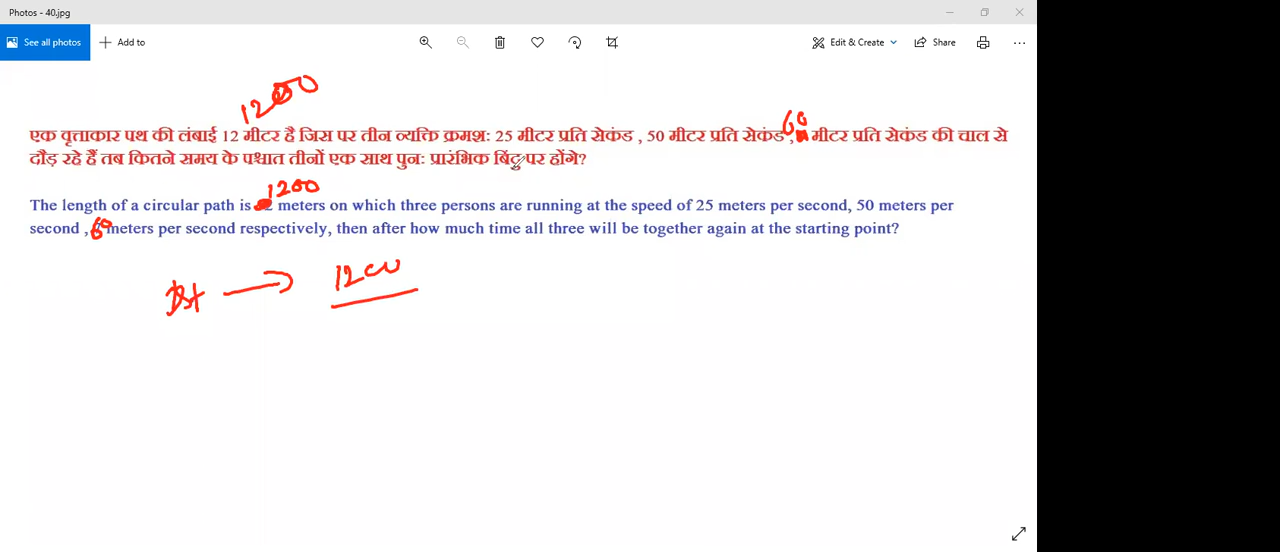 Photos - 40.jpg
See all photos
Add to
Edit & Create
Share
1200
60
एक वृत्ताकार पथ की लंबाई 12 मीटर है जिस पर तीन व्यक्ति क्रमशः 25 मीटर प्रति सेकंड , 50 मीटर प्रति सेकंड , मीटर प्रति सेकंड की चाल से
दौड़ रहे हैं तब कितने समय के पश्चात तीनों एक साथ पुनः प्रारंभिक बिंदु पर होंगे?
1200
The length of a circular path is meters on which three persons are running at the speed of 25 meters per second, 50 meters per
second , 60 meters per second respectively, then after how much time all three will be together again at the starting point?
1200